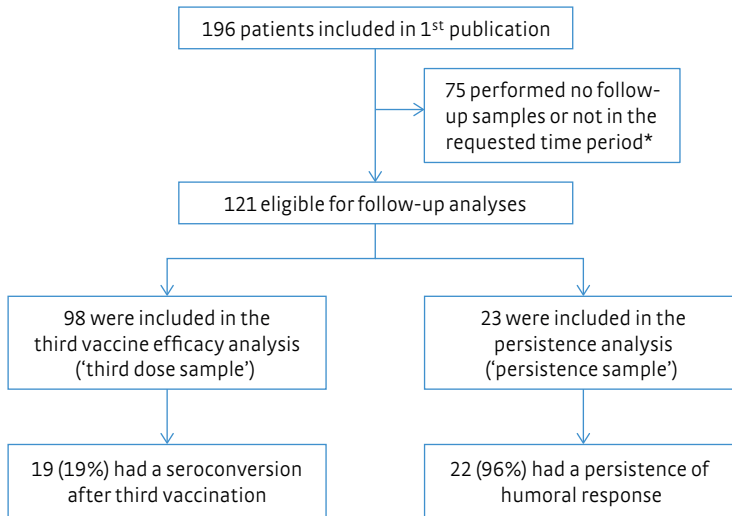 196 patients included in 1st publication
75 performed no follow-
up samples or not in the
requested time period*
121 eligible for follow-up analyses
98 were included in the
third vaccine efficacy analysis
(‘third dose sample’)
23 were included in the
persistence analysis
(‘persistence sample’)
19 (19%) had a seroconversion
after third vaccination
22 (96%) had a persistence of
humoral response